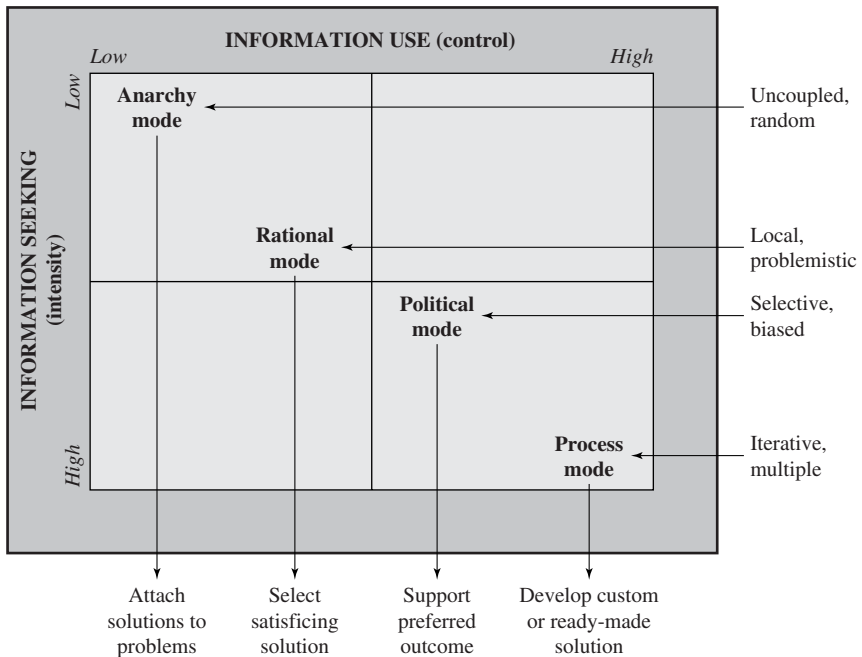 INFORMATION USE (control)
Low
High
INFORMATION SEEKING
(intensity)
Low
High
Anarchy
mode
Uncoupled,
random
Rational
mode
Local,
problemistic
Political
mode
Selective,
biased
Process
mode
Iterative,
multiple
Attach
solutions to
problems
Select
satisficing
solution
Support
preferred
outcome
Develop custom
or ready-made
solution